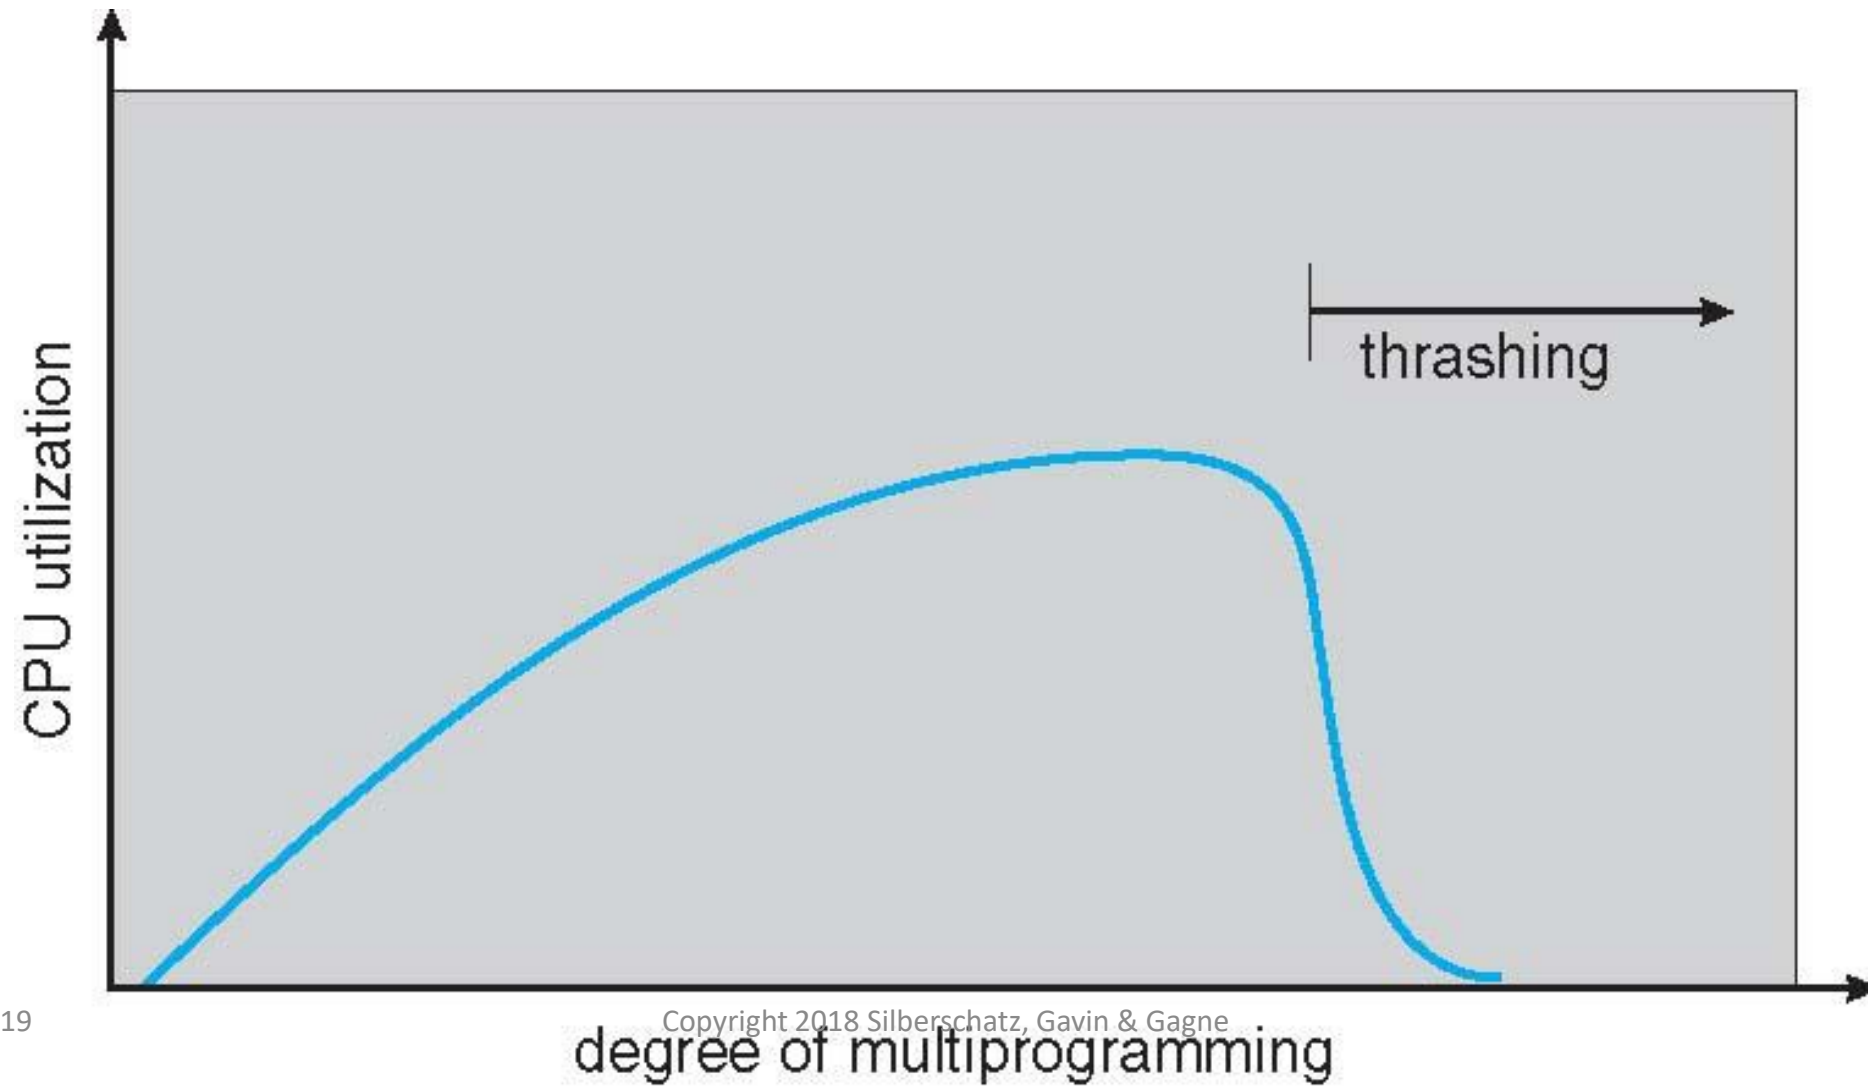 thrashing
CPU utilization
19
Copyright 2018 Silberschatz, Gavin & Gagne
degree of multiprogramming